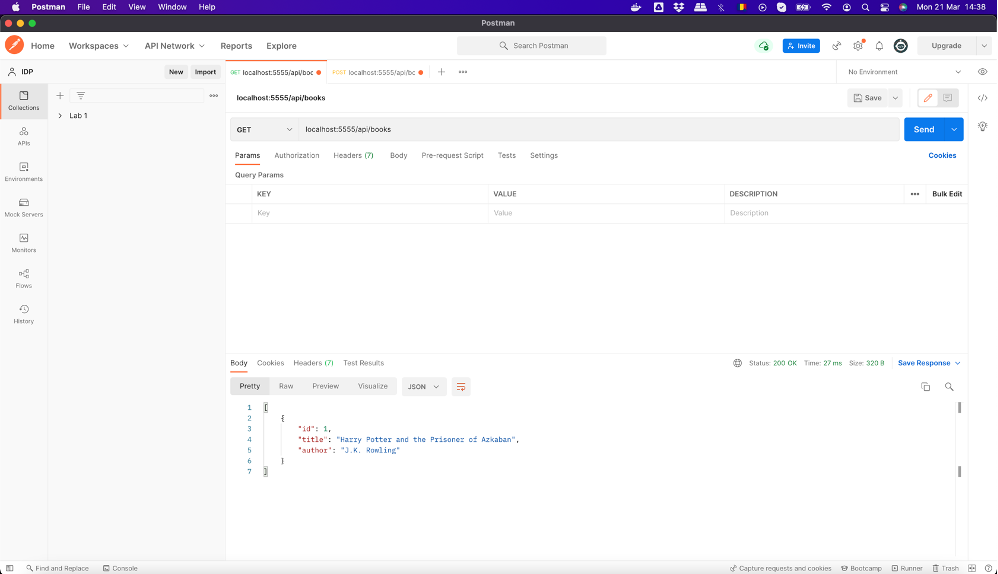 Postman File Edit View Window Help Mon 21 Mar 14:38
Postman
Home Workspaces API Network Reports Explore Search Postman Invite Upgrade
IDP New Import GET localhost:5555/api/boc POST localhost:5555/api/bc No Environment
Collections
APIs
Environments
Mock Servers
Monitors
Flows
History
Lab 1
localhost:5555/api/books Save
GET localhost:5555/api/books Send
Params Authorization Headers (7) Body Pre-request Script Tests Settings Cookies
Query Params
KEY VALUE DESCRIPTION Bulk Edit
Key Value Description
Body Cookies Headers (7) Test Results Status: 200 OK Time: 27 ms Size: 320 B Save Response
Pretty Raw Preview Visualize JSON
1 [
2 {
3 "id": 1,
4 "title": "Harry Potter and the Prisoner of Azkaban",
5 "author": "J.K. Rowling"
6 }
7 ]
Find and Replace Console Capture requests and cookies Bootcamp Runner Trash